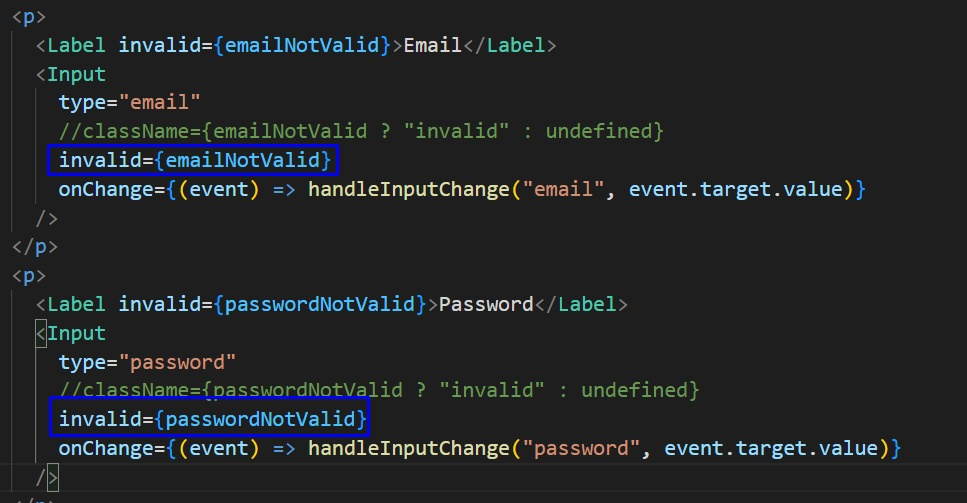 <p>
<Label invalid={emailNotValid}>Email</Label>
<Input
type="email"
//className={emailNotValid ? "invalid" : undefined}
invalid={emailNotValid}
onChange={(event) => handleInputChange("email", event.target.value)}
/>
</p>
<p>
<Label invalid={passwordNotValid}>Password</Label>
<Input
type="password"
//className={passwordNotValid ? "invalid" : undefined}
invalid={passwordNotValid}
onChange={(event) => handleInputChange("password", event.target.value)}
/>